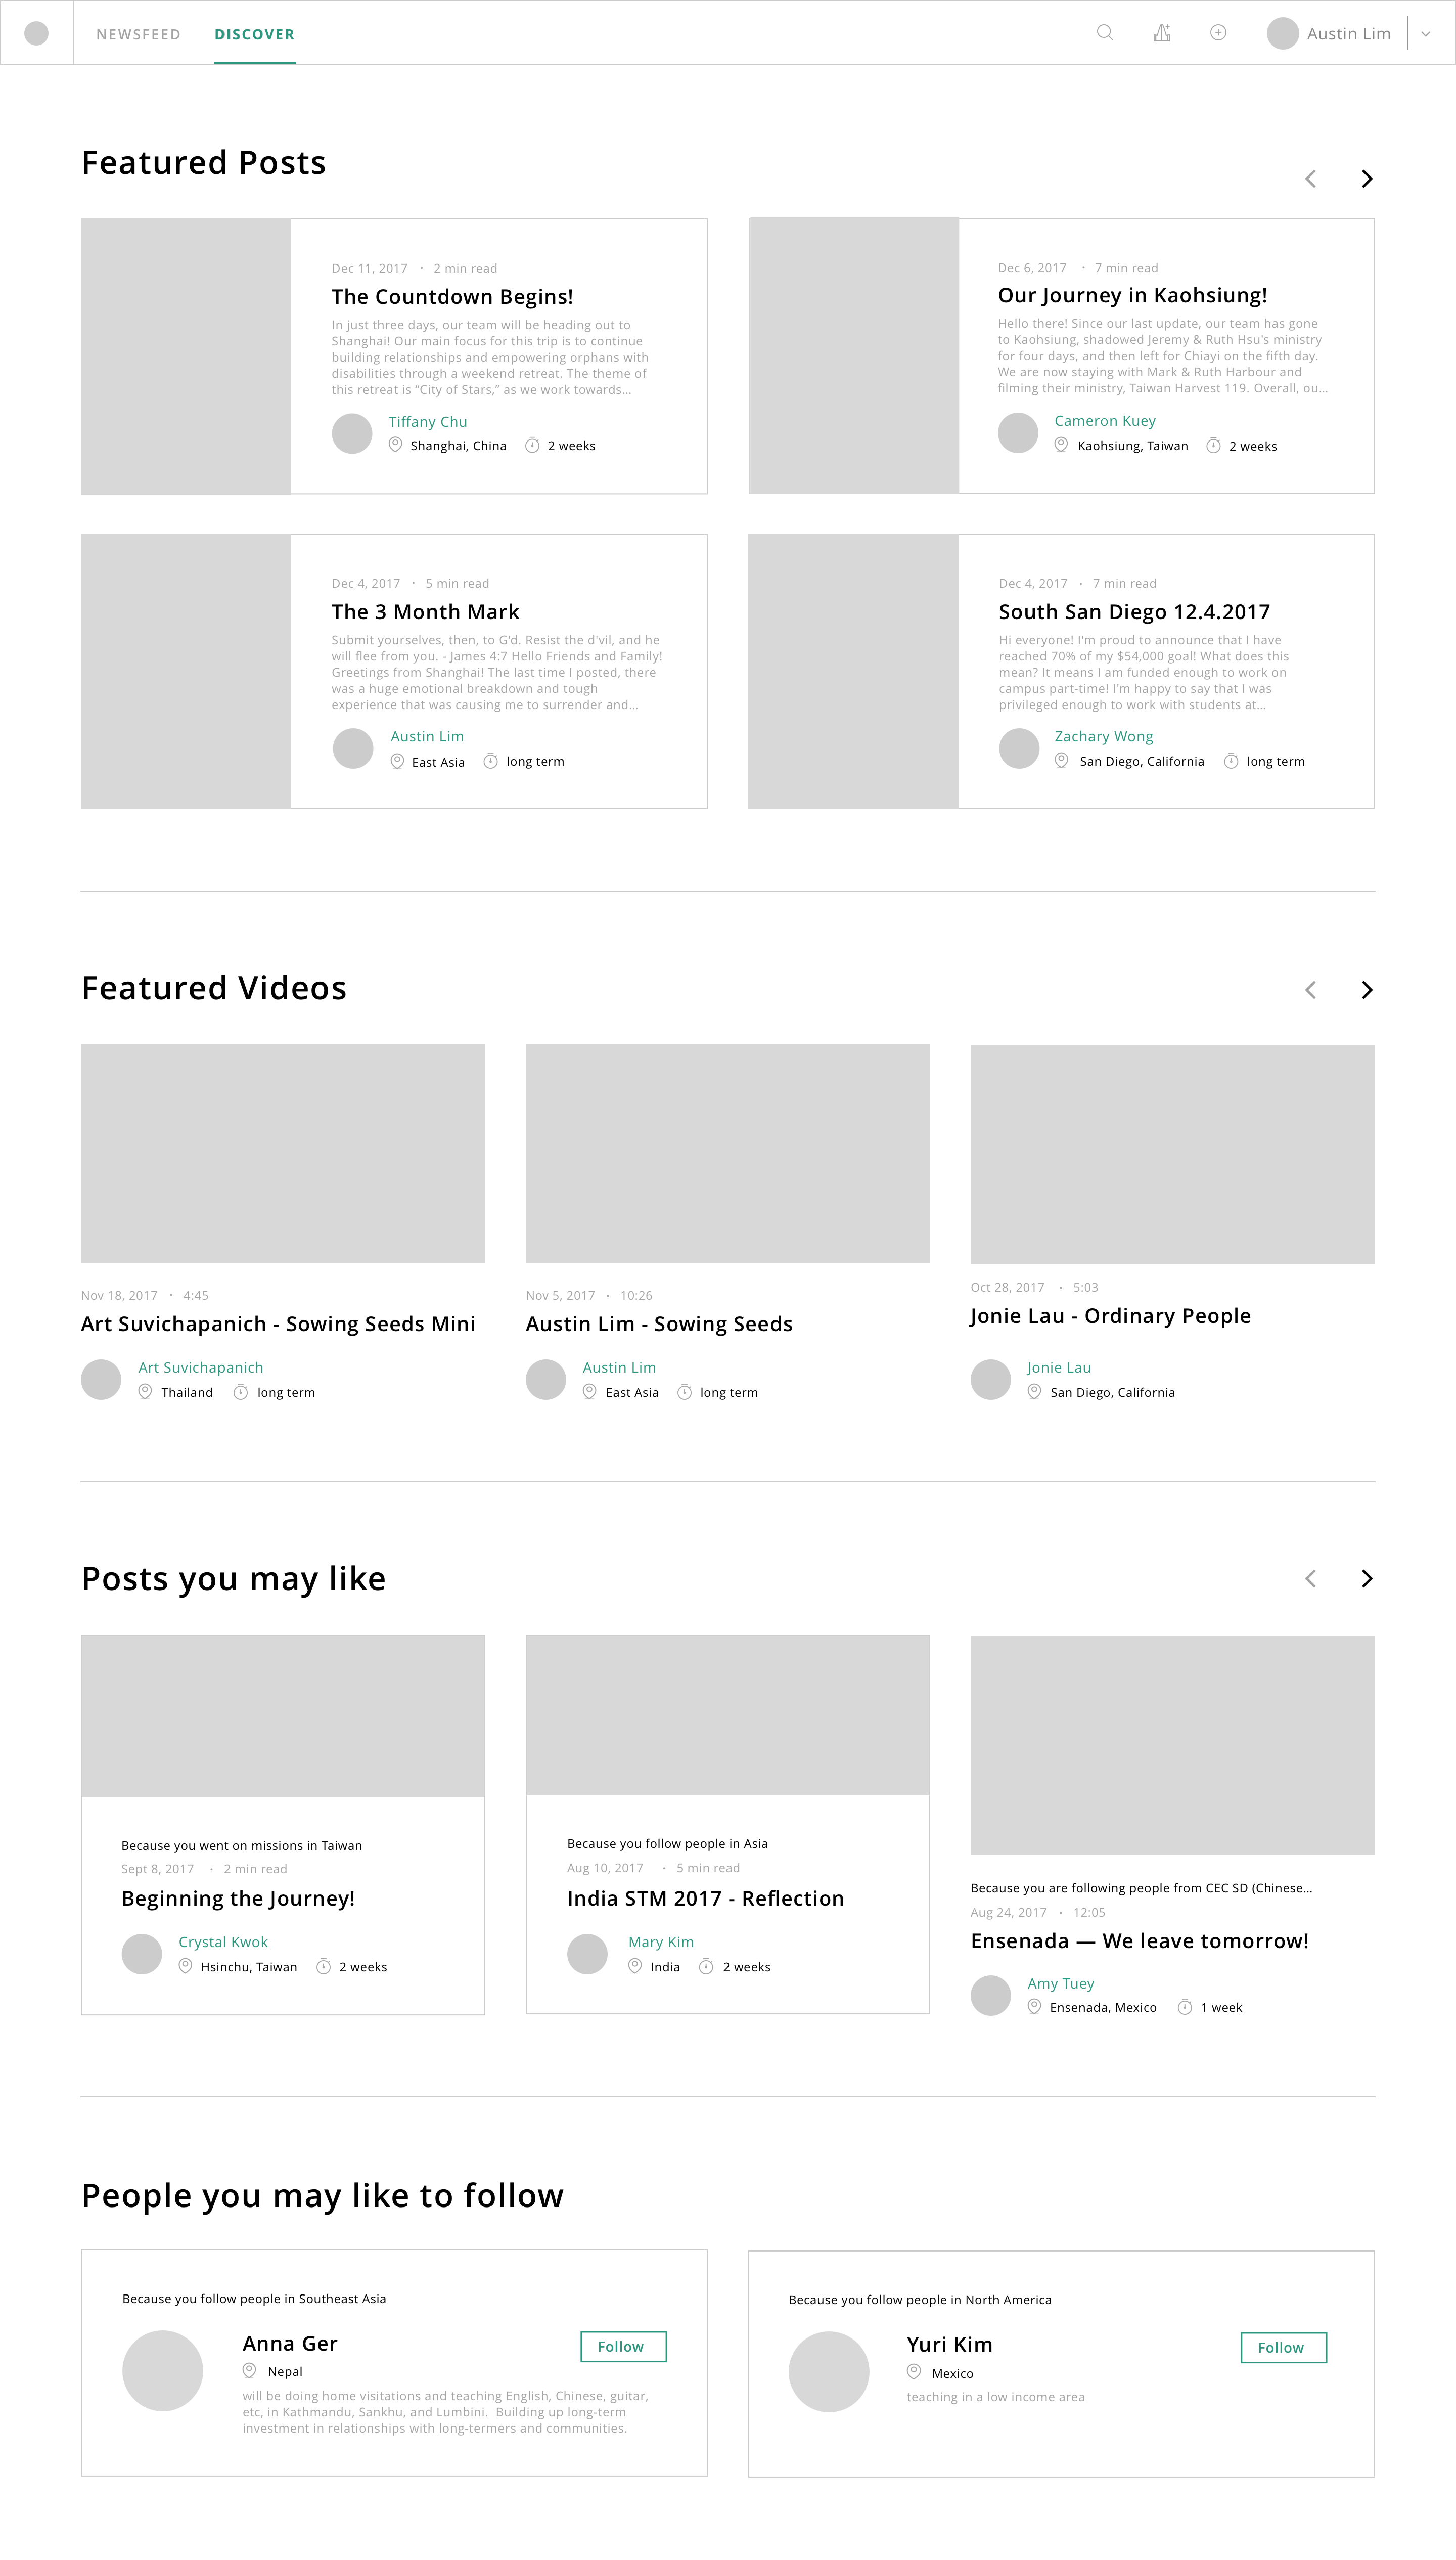 NEWSFEED DISCOVER Austin Lim
Featured Posts
Dec 11, 2017 · 2 min read
The Countdown Begins!
In just three days, our team will be heading out to
Shanghai! Our main focus for this trip is to continue
building relationships and empowering orphans with
disabilities through a weekend retreat. The theme of
this retreat is “City of Stars,” as we work towards...
Tiffany Chu
Shanghai, China 2 weeks
Dec 6, 2017 · 7 min read
Our Journey in Kaohsiung!
Hello there! Since our last update, our team has gone
to Kaohsiung, shadowed Jeremy & Ruth Hsu's ministry
for four days, and then left for Chiayi on the fifth day.
We are now staying with Mark & Ruth Harbour and
filming their ministry, Taiwan Harvest 119. Overall, ou...
Cameron Kuey
Kaohsiung, Taiwan 2 weeks
Dec 4, 2017 · 5 min read
The 3 Month Mark
Submit yourselves, then, to G'd. Resist the d'vil, and he
will flee from you. - James 4:7 Hello Friends and Family!
Greetings from Shanghai! The last time I posted, there
was a huge emotional breakdown and tough
experience that was causing me to surrender and...
Austin Lim
East Asia long term
Dec 4, 2017 · 7 min read
South San Diego 12.4.2017
Hi everyone! I'm proud to announce that I have
reached 70% of my $54,000 goal! What does this
mean? It means I am funded enough to work on
campus part-time! I'm happy to say that I was
privileged enough to work with students at...
Zachary Wong
San Diego, California long term
Featured Videos
Nov 18, 2017 · 4:45
Art Suvichapanich - Sowing Seeds Mini
Art Suvichapanich
Thailand long term
Nov 5, 2017 · 10:26
Austin Lim - Sowing Seeds
Austin Lim
East Asia long term
Oct 28, 2017 · 5:03
Jonie Lau - Ordinary People
Jonie Lau
San Diego, California
Posts you may like
Because you went on missions in Taiwan
Sept 8, 2017 · 2 min read
Beginning the Journey!
Crystal Kwok
Hsinchu, Taiwan 2 weeks
Because you follow people in Asia
Aug 10, 2017 · 5 min read
India STM 2017 - Reflection
Mary Kim
India 2 weeks
Because you are following people from CEC SD (Chinese...
Aug 24, 2017 · 12:05
Ensenada — We leave tomorrow!
Amy Tuey
Ensenada, Mexico 1 week
People you may like to follow
Because you follow people in Southeast Asia
Anna Ger
Follow
Nepal
will be doing home visitations and teaching English, Chinese, guitar,
etc, in Kathmandu, Sankhu, and Lumbini. Building up long-term
investment in relationships with long-termers and communities.
Because you follow people in North America
Yuri Kim
Follow
Mexico
teaching in a low income area